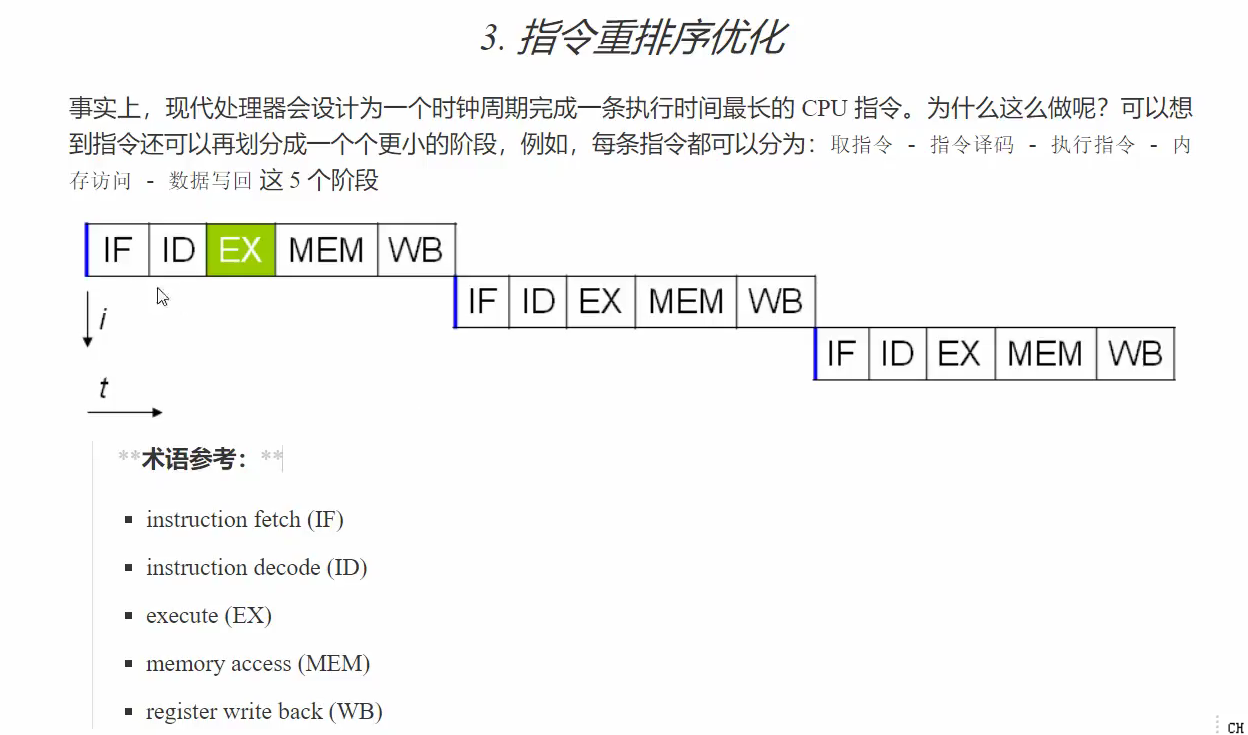 3. 指令重排序优化
事实上，现代处理器会设计为一个时钟周期完成一条执行时间最长的 CPU 指令。为什么这么做呢？可以想
到指令还可以再划分成一个个更小的阶段，例如，每条指令都可以分为：取指令 - 指令译码 - 执行指令 - 内
存访问 - 数据写回 这 5 个阶段
IF ID EX MEM WB
IF ID EX MEM WB
IF ID EX MEM WB
i
t
**术语参考：**
▪ instruction fetch (IF)
▪ instruction decode (ID)
▪ execute (EX)
▪ memory access (MEM)
▪ register write back (WB)
CH